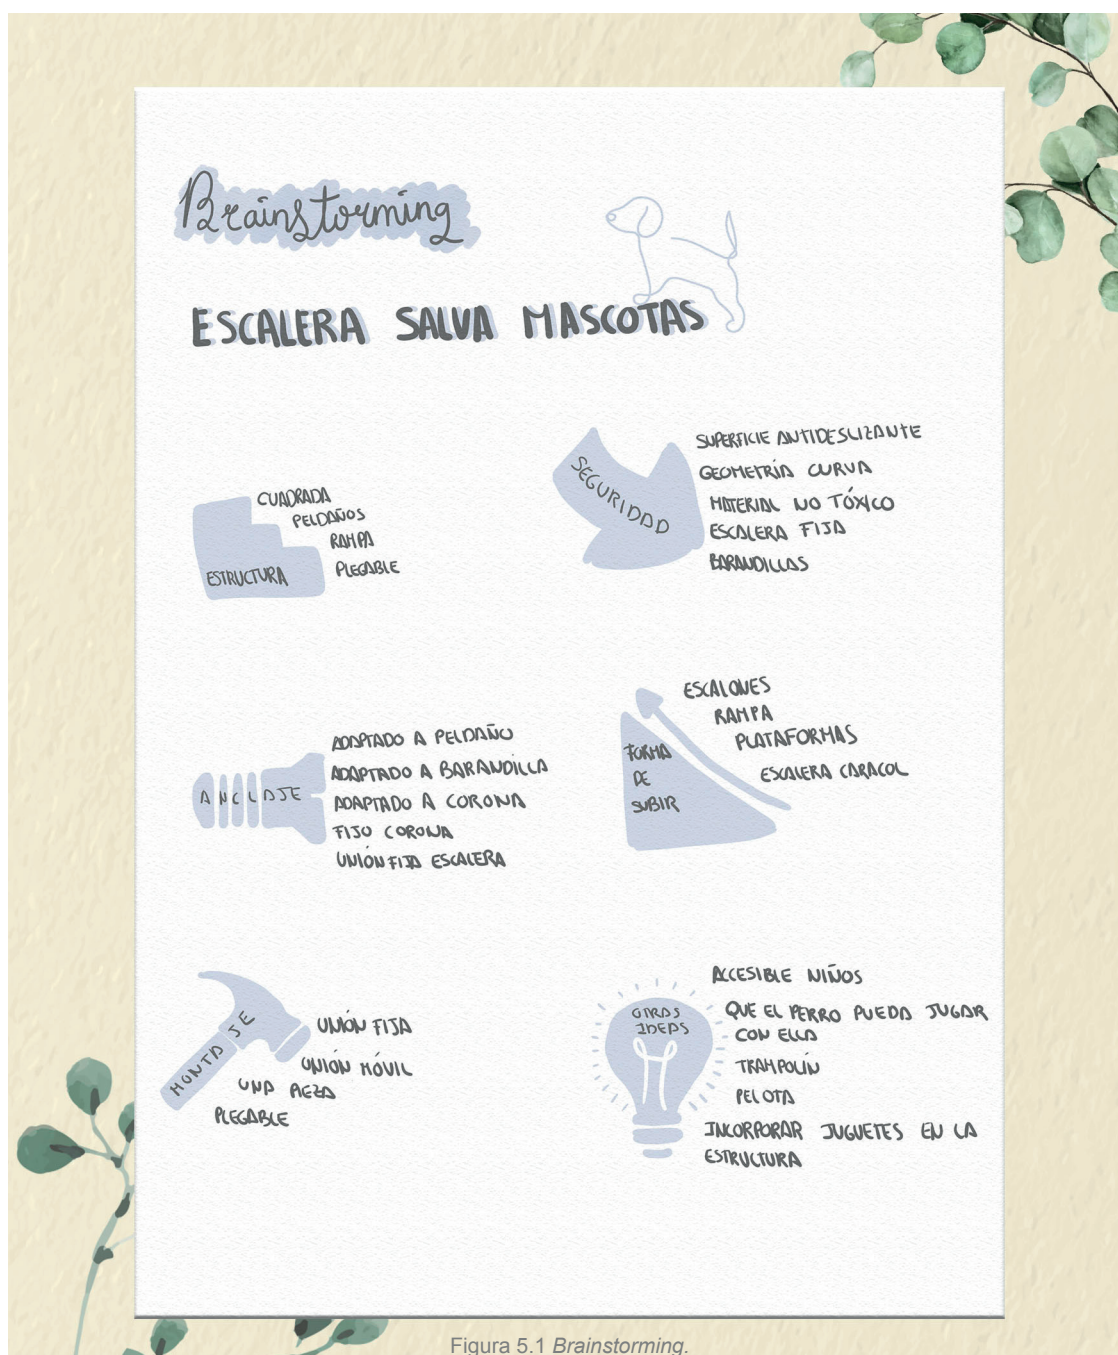 Brainstorming
ESCALERA SALVA MASCOTAS
ESTRUCTURA
CUADRADA
PELDAÑOS
RAMPA
PLEGABLE
SEGURIDAD
SUPERFICIE ANTIDESLIZANTE
GEOMETRÍA CURVA
MATERIAL NO TÓXICO
ESCALERA FIJA
BARANDILLAS
ANCLAJE
ADAPTADO A PELDAÑO
ADAPTADO A BARANDILLA
ADAPTADO A CORONA
FIJO CORONA
UNIÓN FIJA ESCALERA
FORMA
DE
SUBIR
ESCALONES
RAMPA
PLATAFORMAS
ESCALERA CARACOL
MONTAJE
UNIÓN FIJA
UNIÓN MÓVIL
UNA PIEZA
PLEGABLE
OTRAS
IDEAS
ACCESIBLE NIÑOS
QUE EL PERRO PUEDA JUGAR
CON ELLA
TRAMPOLÍN
PELOTA
INCORPORAR JUGUETES EN LA
ESTRUCTURA
Figura 5.1 Brainstorming.